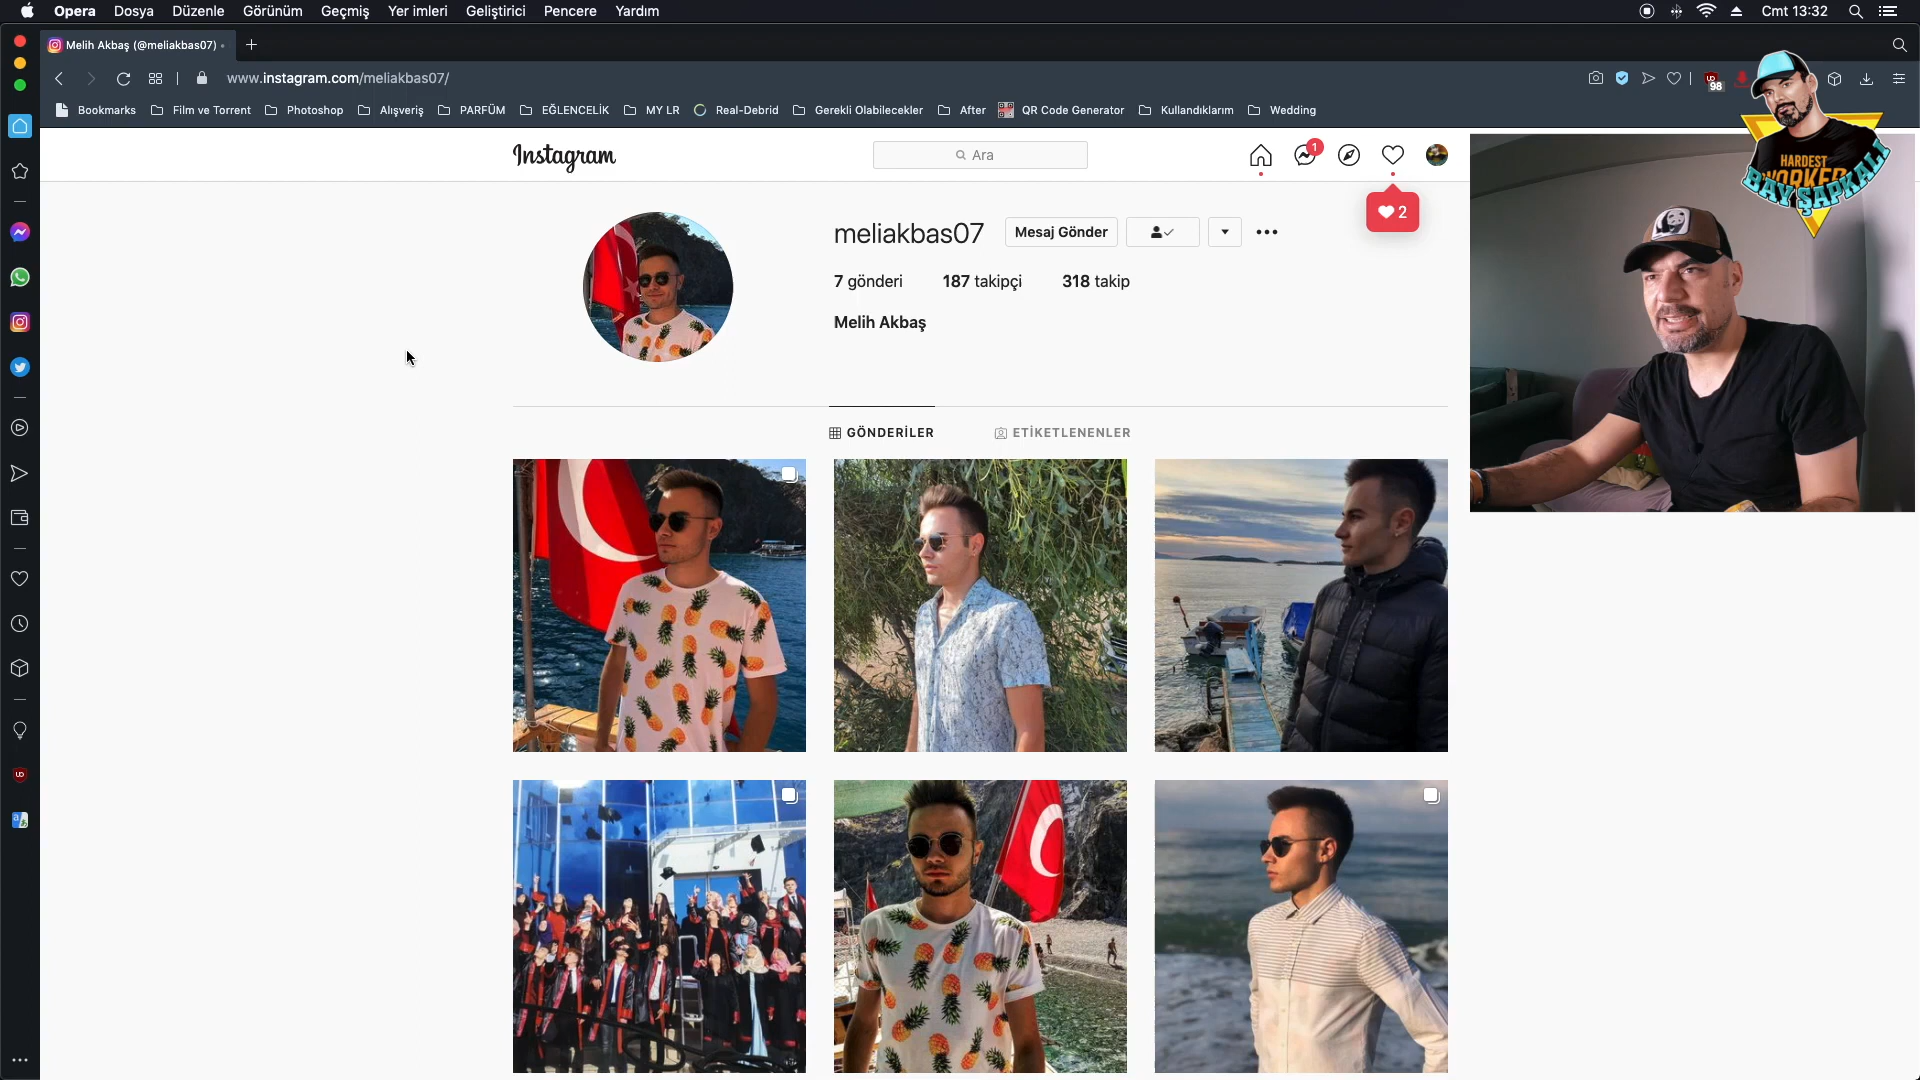 Opera Dosya Düzenle Görünüm Geçmiş Yer imleri Geliştirici Pencere Yardım Cmt 13:32
Melih Akbaş (@meliakbas07)
www.instagram.com/meliakbas07/
98
Bookmarks Film ve Torrent Photoshop Alışveriş PARFÜM EĞLENCELİK MY LR Real-Debrid Gerekli Olabilecekler After QR Code Generator Kullandıklarım Wedding
HARDEST
WORKER
BAY ŞAPKALI
Instagram
Ara
1
2
meliakbas07 Mesaj Gönder
7 gönderi 187 takipçi 318 takip
Melih Akbaş
GÖNDERİLER ETİKETLENENLER